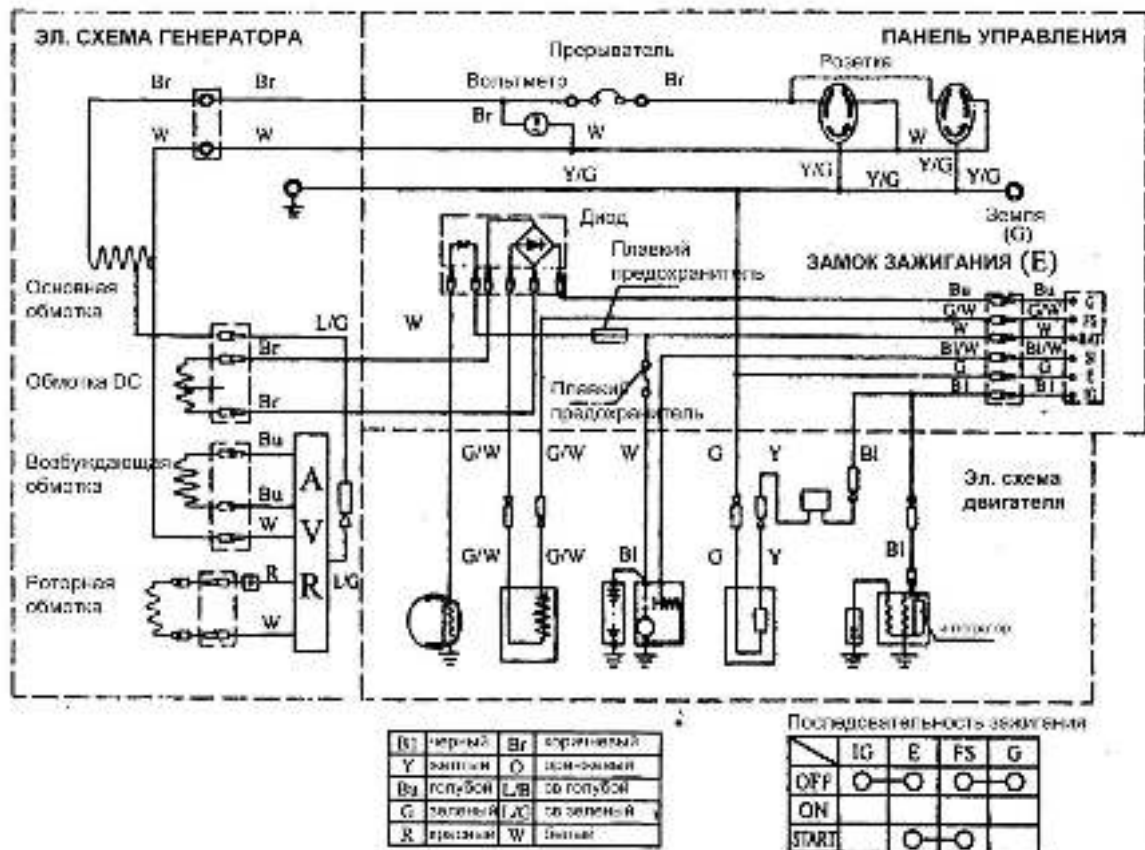 ЭЛ. СХЕМА ГЕНЕРАТОРА
ПАНЕЛЬ УПРАВЛЕНИЯ
Прерыватель
Розетка
Вольтметр
Br
Br
Br
Br
W
W
W
W
Y/G
Y/G
Y/G
Y/G
Y/G
Земля
(G)
Диод
Плавкий
предохранитель
ЗАМОК ЗАЖИГАНИЯ (E)
Основная
обмотка
L/G
W
Bu
Bu
G/W
G/W
W
W
Bl/W
Bl/W
G
G
Bl
Bl
Br
Обмотка DC
Br
Плавкий
предохранитель
Возбуждающая
обмотка
Bu
Bu
W
A
V
R
G/W
G/W
W
G
Y
Bl
Эл. схема
двигателя
G/W
G/W
Bl
G
Y
Bl
Роторная
обмотка
R
W
L/G
Последовательность зажигания
Bl черный Br коричневый
Y желтый O оранжевый
Bu голубой L/B св голубой
G зеленый L/G св зеленый
R красный W белый
IG E FS G
OFF
ON
START